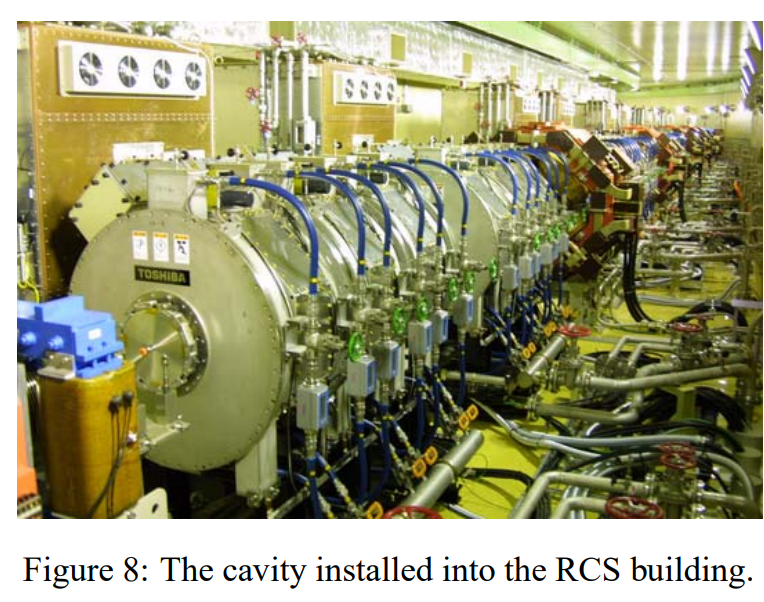 TOSHIBA
Figure 8: The cavity installed into the RCS building.